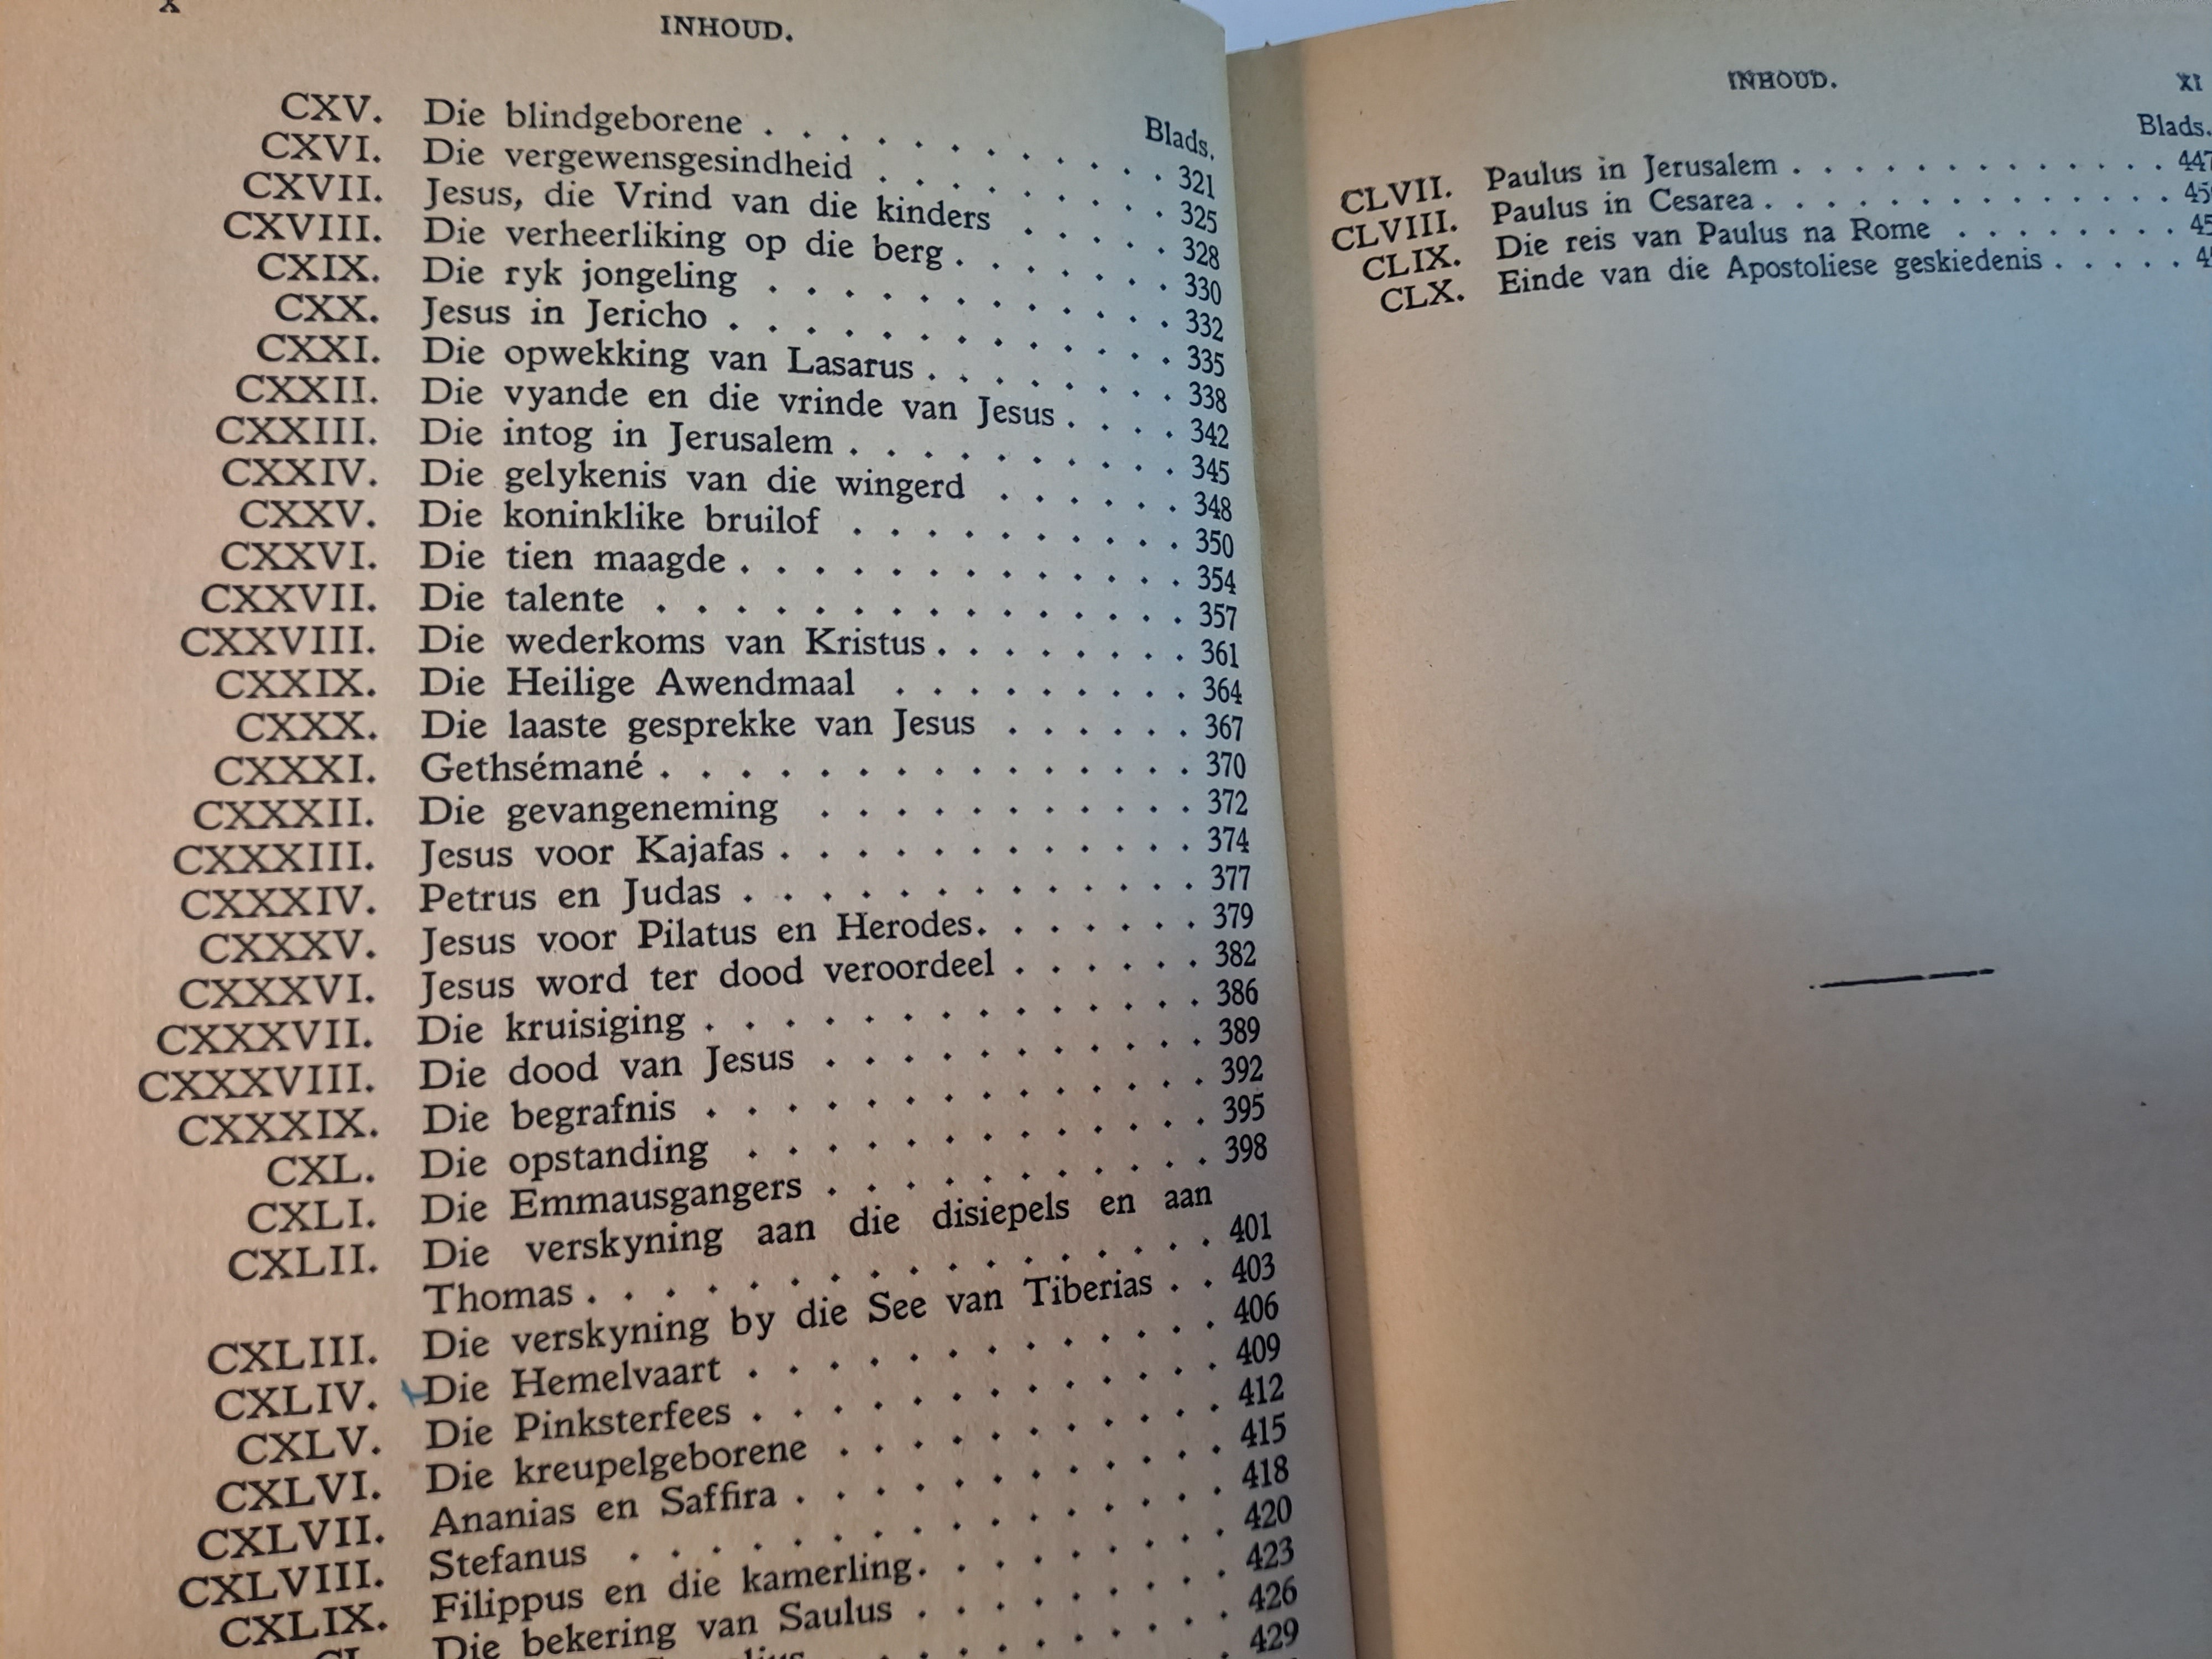 X
INHOUD.
Blads.
CXV. Die blindgeborene . . . . . . . . . . . 321
CXVI. Die vergewensgesindheid . . . . . . . . 325
CXVII. Jesus, die Vrind van die kinders . . . . . 328
CXVIII. Die verheerliking op die berg . . . . . . 330
CXIX. Die ryk jongeling . . . . . . . . . . . 332
CXX. Jesus in Jericho . . . . . . . . . . . . 335
CXXI. Die opwekking van Lasarus . . . . . . . 338
CXXII. Die vyande en die vrinde van Jesus . . . . 342
CXXIII. Die intog in Jerusalem . . . . . . . . . 345
CXXIV. Die gelykenis van die wingerd . . . . . . 348
CXXV. Die koninklike bruilof . . . . . . . . . 350
CXXVI. Die tien maagde . . . . . . . . . . . . 354
CXXVII. Die talente . . . . . . . . . . . . . . 357
CXXVIII. Die wederkoms van Kristus . . . . . . . 361
CXXIX. Die Heilige Awendmaal . . . . . . . . 364
CXXX. Die laaste gesprekke van Jesus . . . . . 367
CXXXI. Gethsémané . . . . . . . . . . . . . . 370
CXXXII. Die gevangeneming . . . . . . . . . . 372
CXXXIII. Jesus voor Kajafas . . . . . . . . . . . 374
CXXXIV. Petrus en Judas . . . . . . . . . . . . 377
CXXXV. Jesus voor Pilatus en Herodes . . . . . . 379
CXXXVI. Jesus word ter dood veroordeel . . . . . 382
CXXXVII. Die kruisiging . . . . . . . . . . . . . 386
CXXXVIII. Die dood van Jesus . . . . . . . . . . 389
CXXXIX. Die begrafnis . . . . . . . . . . . . . 392
CXL. Die opstanding . . . . . . . . . . . . 395
CXLI. Die Emmausgangers . . . . . . . . . . 398
CXLII. Die verskyning aan die disiepels en aan
Thomas . . . . . . . . . . . . . . . . 401
CXLIII. Die verskyning by die See van Tiberias . . 403
CXLIV. Die Hemelvaart . . . . . . . . . . . . 406
CXLV. Die Pinksterfees . . . . . . . . . . . . 409
CXLVI. Die kreupelgeborene . . . . . . . . . . 412
CXLVII. Ananias en Saffira . . . . . . . . . . . 415
CXLVIII. Stefanus . . . . . . . . . . . . . . . 418
CXLIX. Filippus en die kamerling . . . . . . . . 420
CL. Die bekering van Saulus . . . . . . . . 423
426
429
INHOUD. XI
Blads.
CLVII. Paulus in Jerusalem . . . . . . . . . . . 447
CLVIII. Paulus in Cesarea . . . . . . . . . . . .
CLIX. Die reis van Paulus na Rome . . . . . . . .
CLX. Einde van die Apostoliese geskiedenis . . . . .